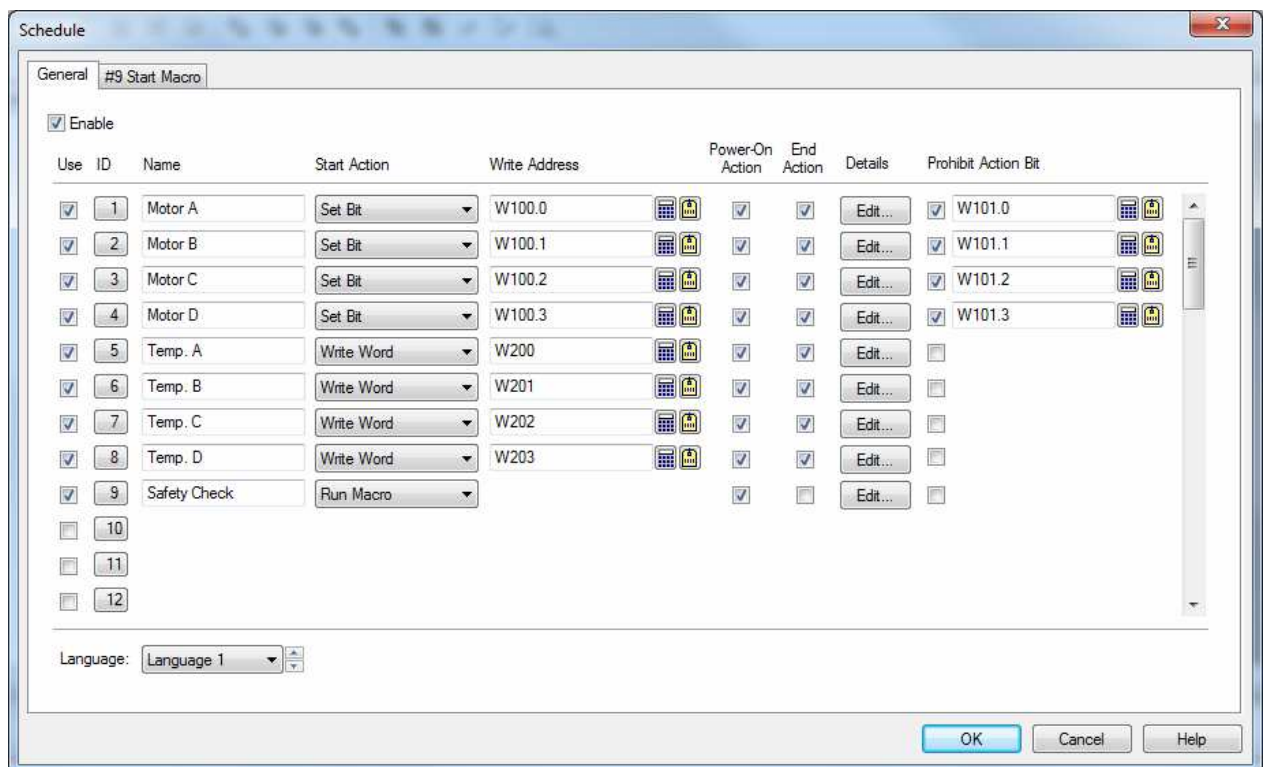 Schedule
General #9 Start Macro
Enable
Use ID Name Start Action Write Address Power-On Action End Action Details Prohibit Action Bit
1 Motor A Set Bit W100.0 Edit... W101.0
2 Motor B Set Bit W100.1 Edit... W101.1
3 Motor C Set Bit W100.2 Edit... W101.2
4 Motor D Set Bit W100.3 Edit... W101.3
5 Temp. A Write Word W200 Edit...
6 Temp. B Write Word W201 Edit...
7 Temp. C Write Word W202 Edit...
8 Temp. D Write Word W203 Edit...
9 Safety Check Run Macro Edit...
10
11
12
Language: Language 1
OK Cancel Help